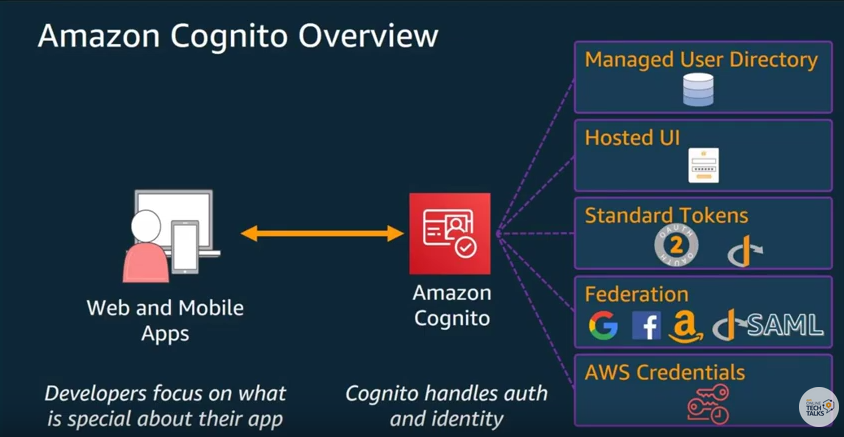 Amazon Cognito Overview
Managed User Directory
Hosted UI
Standard Tokens
OAUTH
2
OAUTH
Federation
G f a SAML
AWS Credentials
Web and Mobile
Apps
Amazon
Cognito
Developers focus on what
is special about their app
Cognito handles auth
and identity
TECH
TALKS